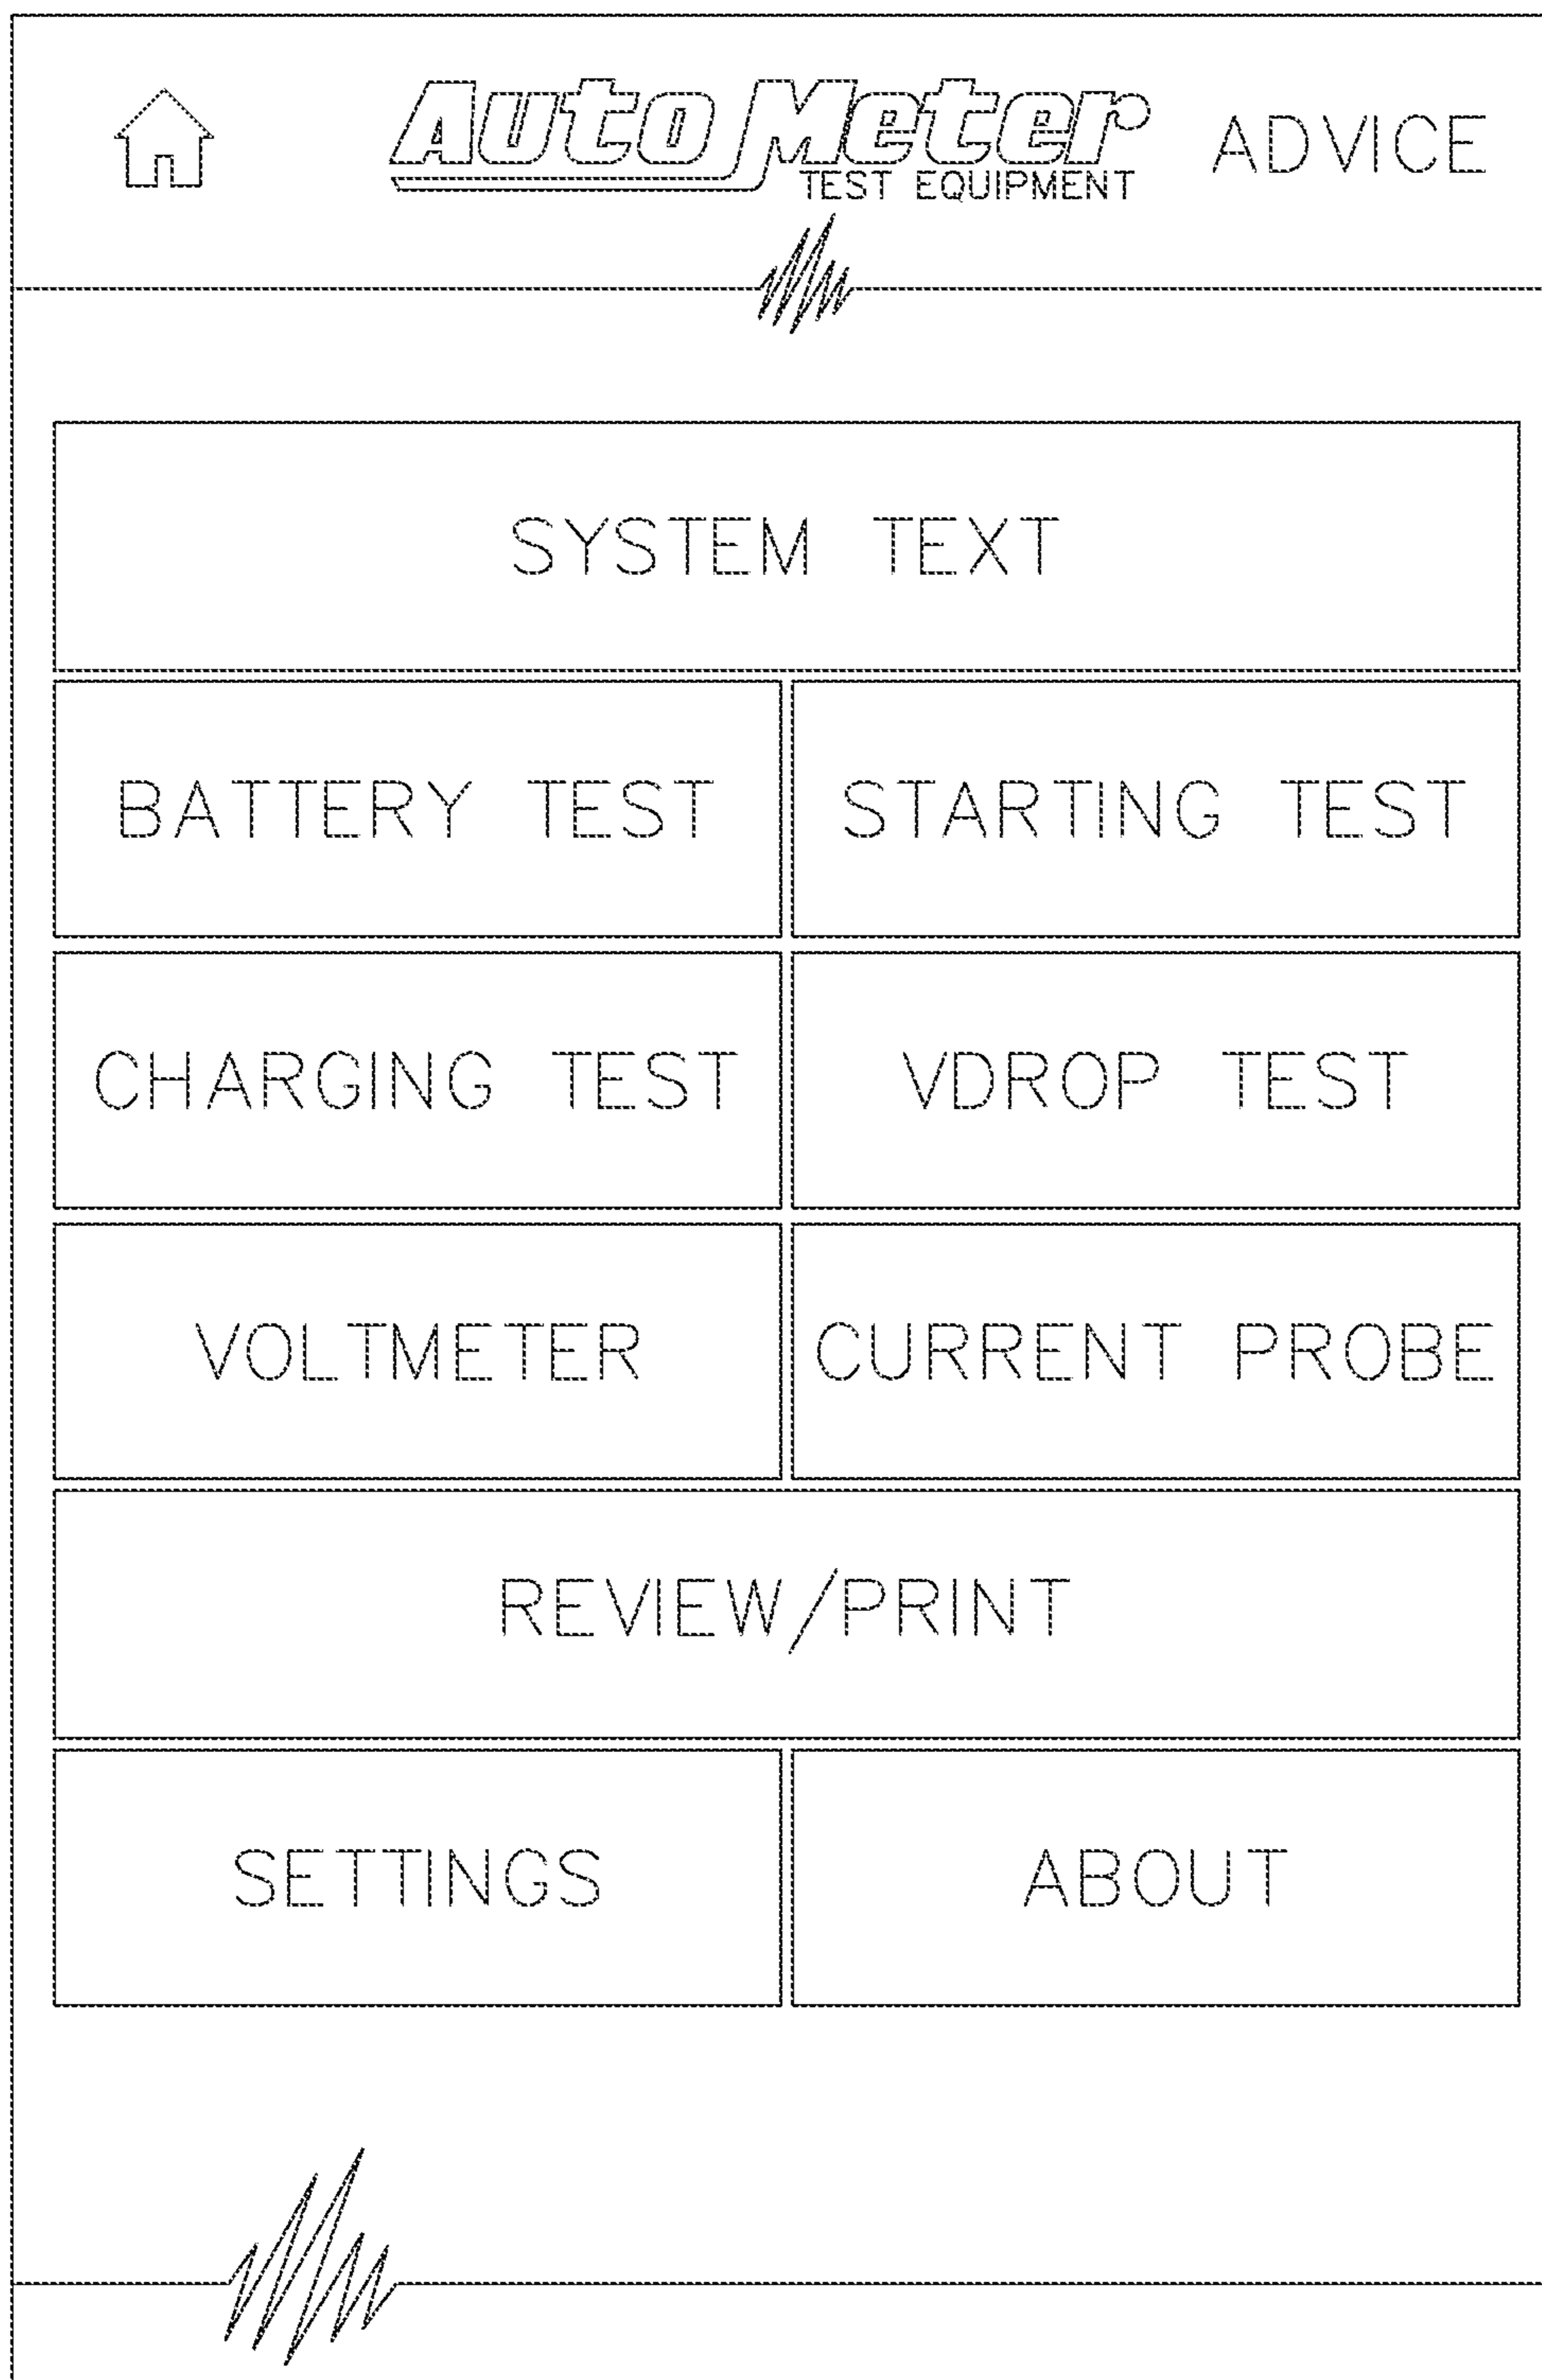 Auto Meter ADVICE
TEST EQUIPMENT
SYSTEM TEXT
BATTERY TEST STARTING TEST
CHARGING TEST VDROP TEST
VOLTMETER CURRENT PROBE
REVIEW/PRINT
SETTINGS ABOUT